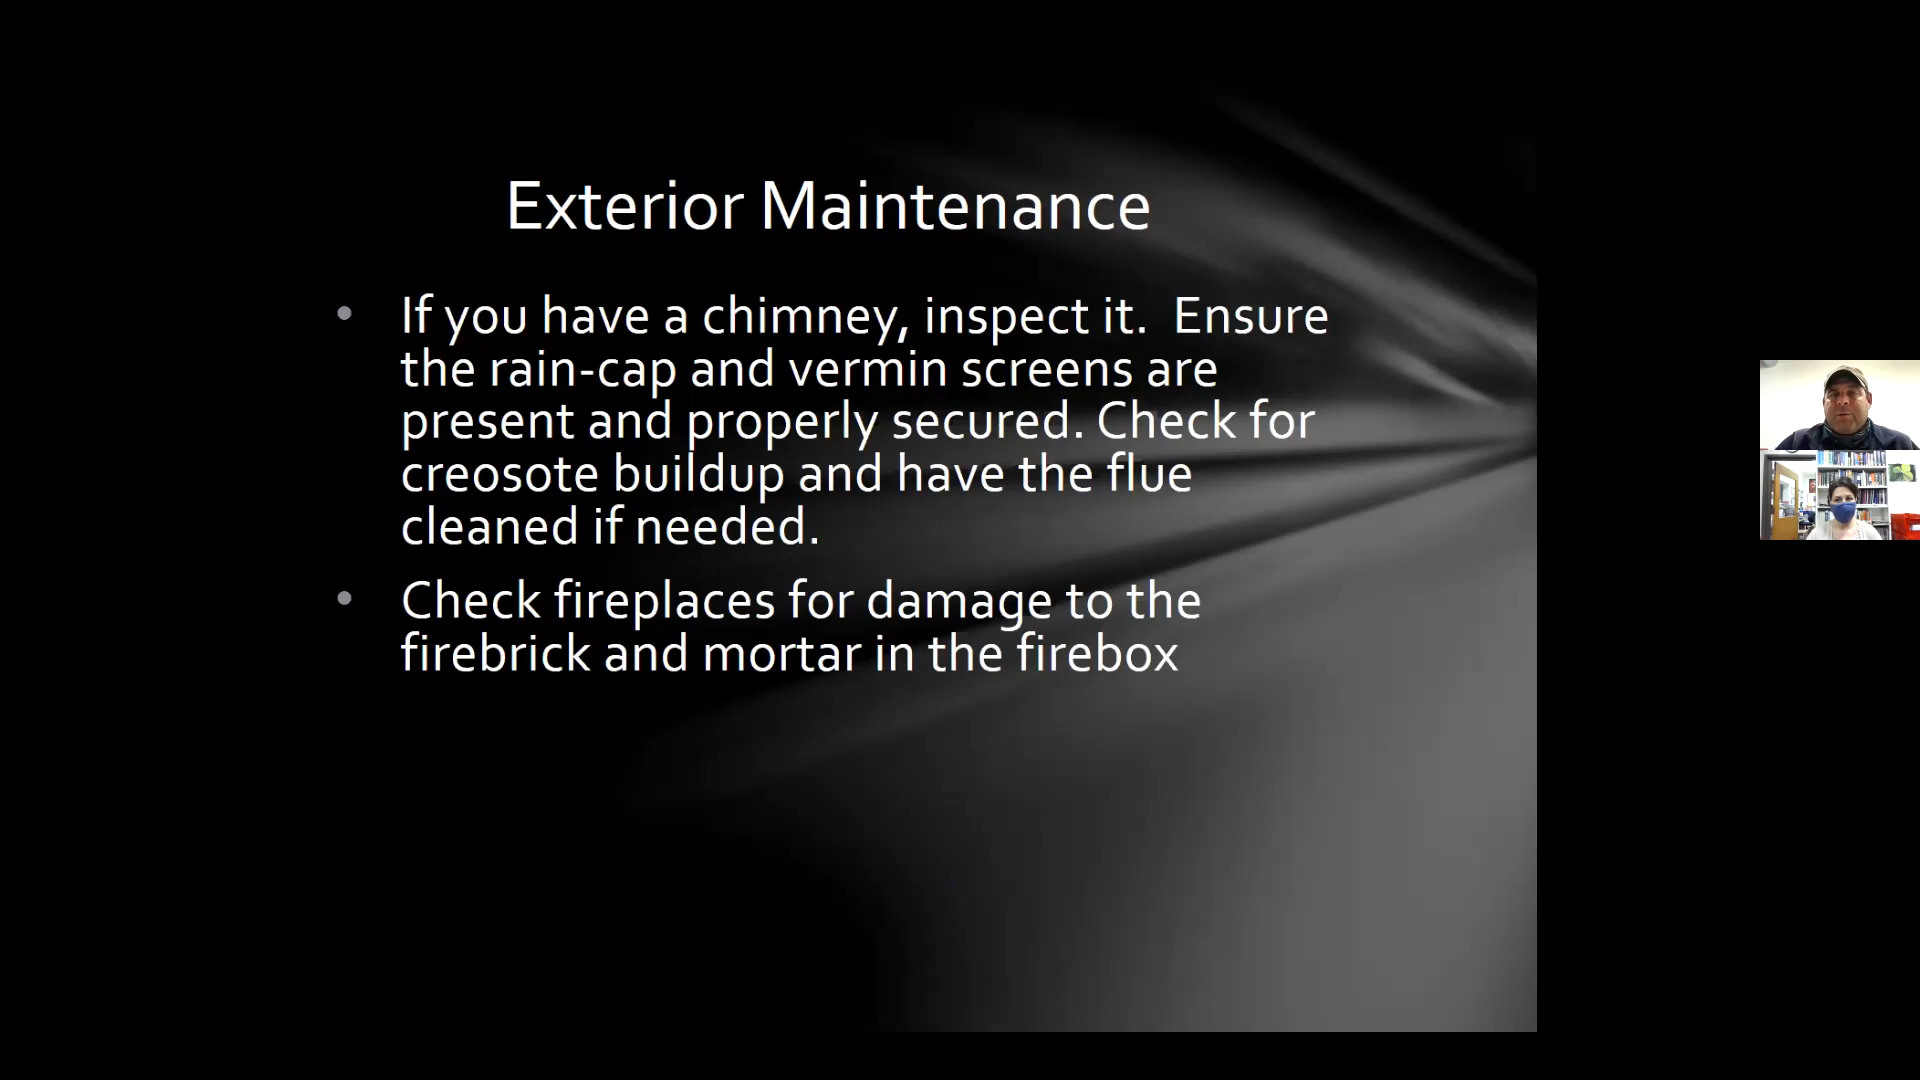 Exterior Maintenance
• If you have a chimney, inspect it.  Ensure
the rain-cap and vermin screens are
present and properly secured. Check for
creosote buildup and have the flue
cleaned if needed.
• Check fireplaces for damage to the
firebrick and mortar in the firebox